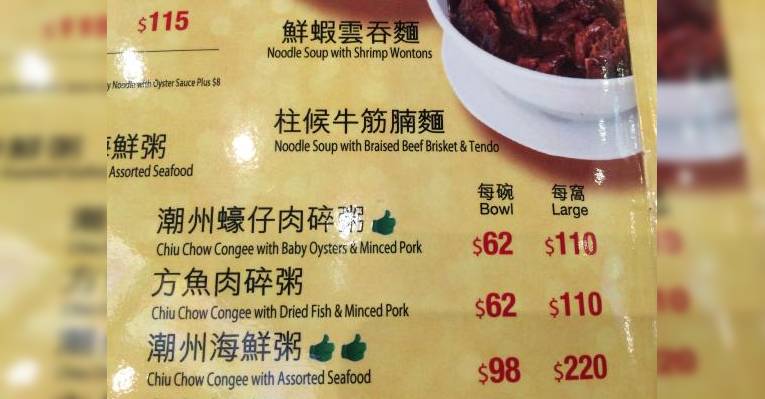 $115
鮮蝦雲吞麵
Noodle Soup with Shrimp Wontons
Noodle with Oyster Sauce Plus $8
柱候牛筋腩麵
Noodle Soup with Braised Beef Brisket & Tendo
鮮粥
Assorted Seafood
每碗 每窩
Bowl Large
潮州蠔仔肉碎粥
Chiu Chow Congee with Baby Oysters & Minced Pork
$62 $110
方魚肉碎粥
Chiu Chow Congee with Dried Fish & Minced Pork
$62 $110
潮州海鮮粥
Chiu Chow Congee with Assorted Seafood
$98 $220